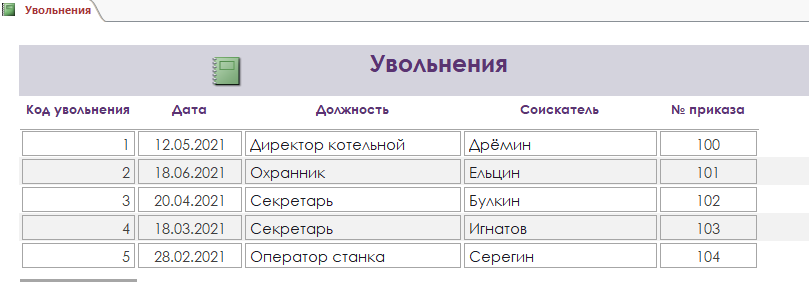 Увольнения
Увольнения
Код увольнения Дата Должность Соискатель № приказа
1 12.05.2021 Директор котельной Дрёмин 100
2 18.06.2021 Охранник Ельцин 101
3 20.04.2021 Секретарь Булкин 102
4 18.03.2021 Секретарь Игнатов 103
5 28.02.2021 Оператор станка Серегин 104